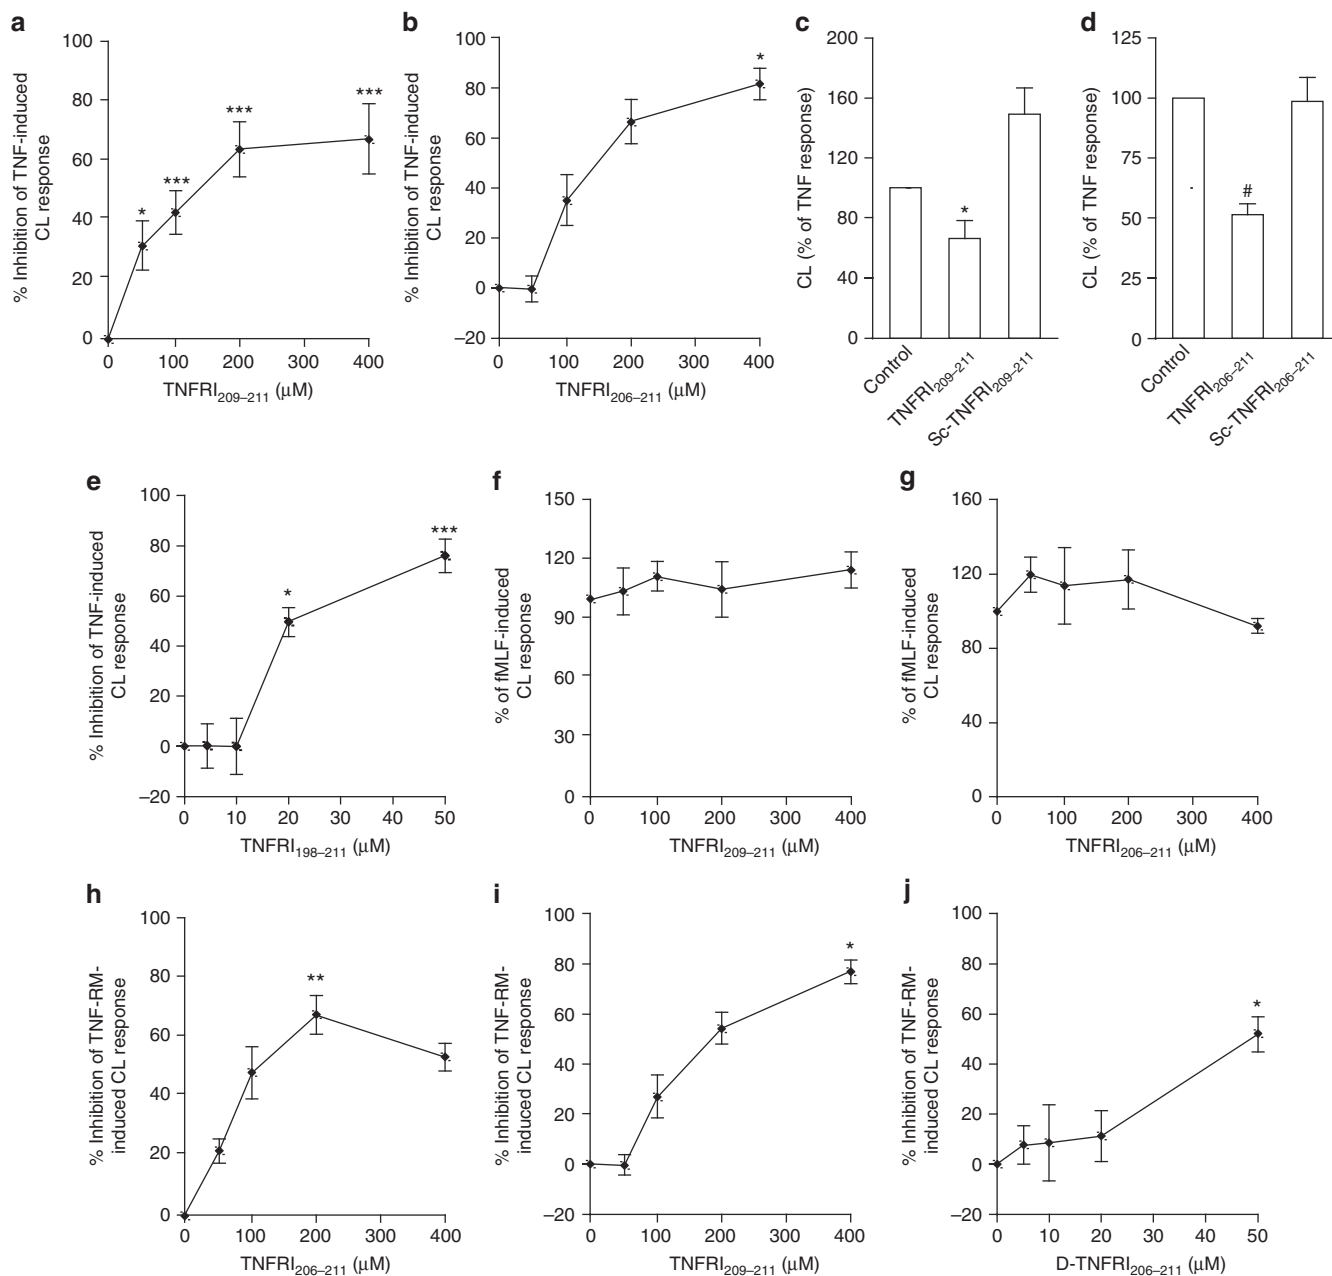 a
% Inhibition of TNF-induced
CL response
100
80
60
40
20
0
*
***
***
***
0 100 200 300 400
TNFRI209–211 (μM)
b
% Inhibition of TNF-induced
CL response
100
80
60
40
20
0
–20
*
100 200 300 400
TNFRI206–211 (μM)
c
CL (% of TNF response)
200
160
120
80
40
0
*
Control
TNFRI209–211
Sc-TNFRI209–211
d
CL (% of TNF response)
125
100
75
50
25
0
#
Control
TNFRI206–211
Sc-TNFRI206–211
e
% Inhibition of TNF-induced
CL response
100
80
60
40
20
0
–20
*
***
0 10 20 30 40 50
TNFRI198–211 (μM)
f
% of fMLF-induced
CL response
150
120
90
60
30
0
0 100 200 300 400
TNFRI209–211 (μM)
g
% of fMLF-induced
CL response
160
120
80
40
0
0 100 200 300 400
TNFRI206–211 (μM)
h
% Inhibition of TNF-RM-
induced CL response
100
80
60
40
20
0
**
0 100 200 300 400
TNFRI206–211 (μM)
i
% Inhibition of TNF-RM-
induced CL response
100
80
60
40
20
0
–20
*
0 100 200 300 400
TNFRI209–211 (μM)
j
% Inhibition of TNF-RM-
induced CL response
100
80
60
40
20
0
–20
*
0 10 20 30 40 50
D-TNFRI206–211 (μM)